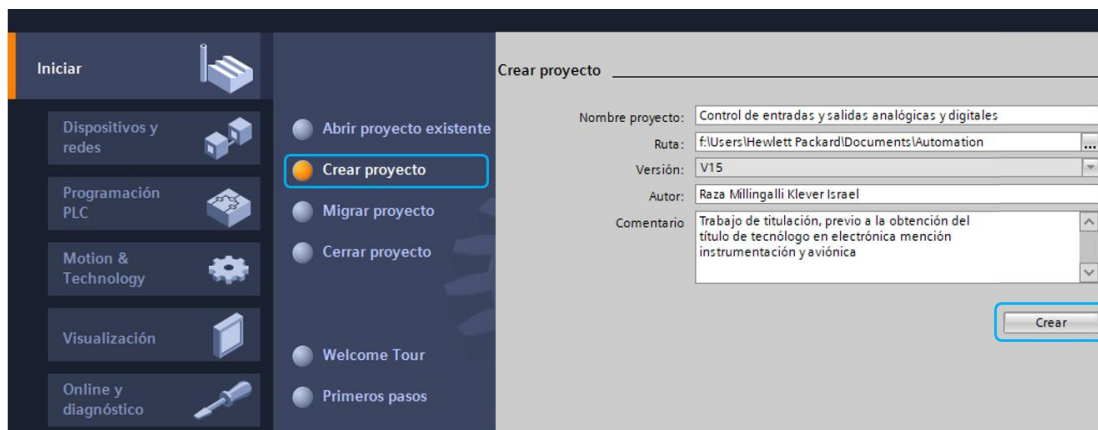 Iniciar
Dispositivos y
redes
Programación
PLC
Motion &
Technology
Visualización
Online y
diagnóstico
Abrir proyecto existente
Crear proyecto
Migrar proyecto
Cerrar proyecto
Welcome Tour
Primeros pasos
Crear proyecto
Nombre proyecto: Control de entradas y salidas analógicas y digitales
Ruta: f:\Users\Hewlett Packard\Documents\Automation ...
Versión: V15
Autor: Raza Millingalli Klever Israel
Comentario Trabajo de titulación, previo a la obtención del
título de tecnólogo en electrónica mención
instrumentación y aviónica
Crear